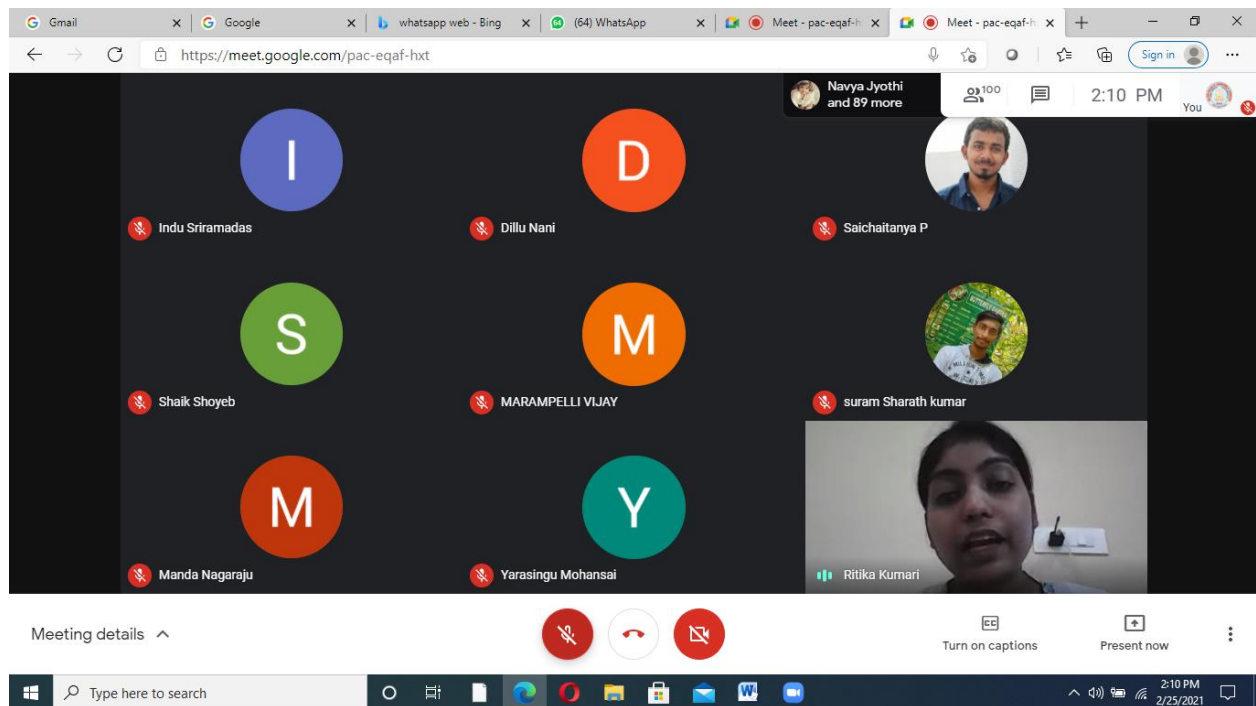 Gmail
Google
whatsapp web - Bing
(64) WhatsApp
Meet - pac-eqaf-h
Meet - pac-eqaf-h
https://meet.google.com/pac-eqaf-hxt
Sign in
Navya Jyothi
and 89 more
100
2:10 PM
You
I
D
Indu Sriramadas
Dillu Nani
Saichaitanya P
S
M
Shaik Shoyeb
MARAMPELLI VIJAY
suram Sharath kumar
M
Y
Manda Nagaraju
Yarasingu Mohansai
Ritika Kumari
Meeting details
CC
Turn on captions
Present now
Type here to search
2:10 PM
2/25/2021